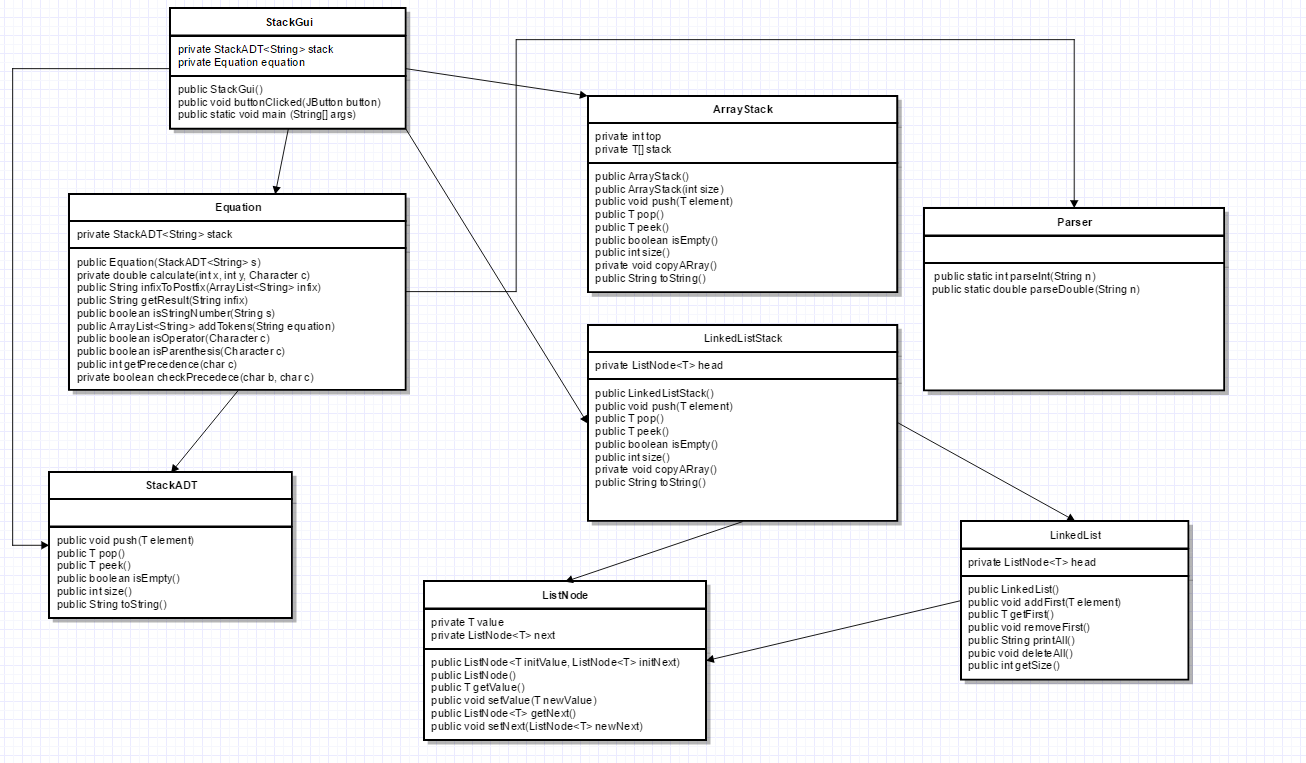 StackGui
private StackADT<String> stack
private Equation equation
public StackGui()
public void buttonClicked(JButton button)
public static void main (String[] args)
ArrayStack
private int top
private T[] stack
public ArrayStack()
public ArrayStack(int size)
public void push(T element)
public T pop()
public T peek()
public boolean isEmpty()
public int size()
private void copyARray()
public String toString()
Equation
private StackADT<String> stack
public Equation(StackADT<String> s)
private double calculate(int x, int y, Character c)
public String infixToPostfix(ArrayList<String> infix)
public String getResult(String infix)
public boolean isStringNumber(String s)
public ArrayList<String> addTokens(String equation)
public boolean isOperator(Character c)
public boolean isParenthesis(Character c)
public int getPrecedence(char c)
private boolean checkPrecedece(char b, char c)
Parser
public static int parseInt(String n)
public static double parseDouble(String n)
LinkedListStack
private ListNode<T> head
public LinkedListStack()
public void push(T element)
public T pop()
public T peek()
public boolean isEmpty()
public int size()
private void copyARray()
public String toString()
StackADT
public void push(T element)
public T pop()
public T peek()
public boolean isEmpty()
public int size()
public String toString()
LinkedList
private ListNode<T> head
public LinkedList()
public void addFirst(T element)
public T getFirst()
public void removeFirst()
public String printAll()
pubic void deleteAll()
public int getSize()
ListNode
private T value
private ListNode<T> next
public ListNode<T initValue, ListNode<T> initNext)
public ListNode()
public T getValue()
public void setValue(T newValue)
public ListNode<T> getNext()
public void setNext(ListNode<T> newNext)